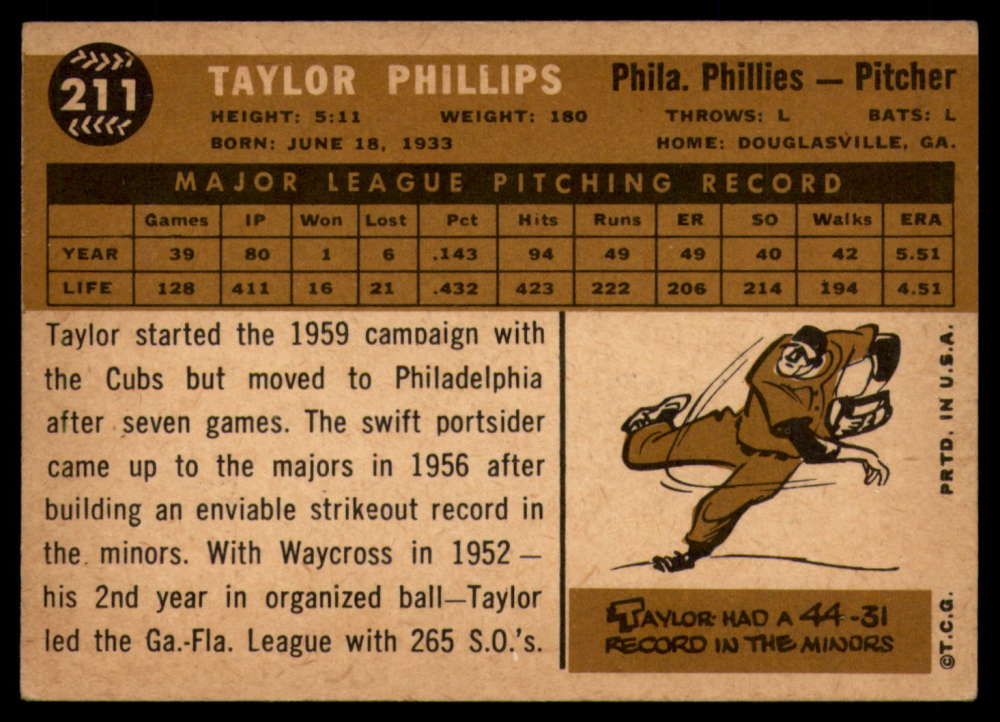 211
TAYLOR PHILLIPS Phila. Phillies — Pitcher
HEIGHT: 5:11 WEIGHT: 180 THROWS: L BATS: L
BORN: JUNE 18, 1933 HOME: DOUGLASVILLE, GA.
MAJOR LEAGUE PITCHING RECORD
Games IP Won Lost Pct Hits Runs ER SO Walks ERA
YEAR 39 80 1 6 .143 94 49 49 40 42 5.51
LIFE 128 411 16 21 .432 423 222 206 214 194 4.51
Taylor started the 1959 campaign with
the Cubs but moved to Philadelphia
after seven games. The swift portsider
came up to the majors in 1956 after
building an enviable strikeout record in
the minors. With Waycross in 1952 —
his 2nd year in organized ball—Taylor
led the Ga.-Fla. League with 265 S.O.'s.
TAYLOR HAD A 44-31
RECORD IN THE MINORS
©T.C.G. PRTD. IN U.S.A.